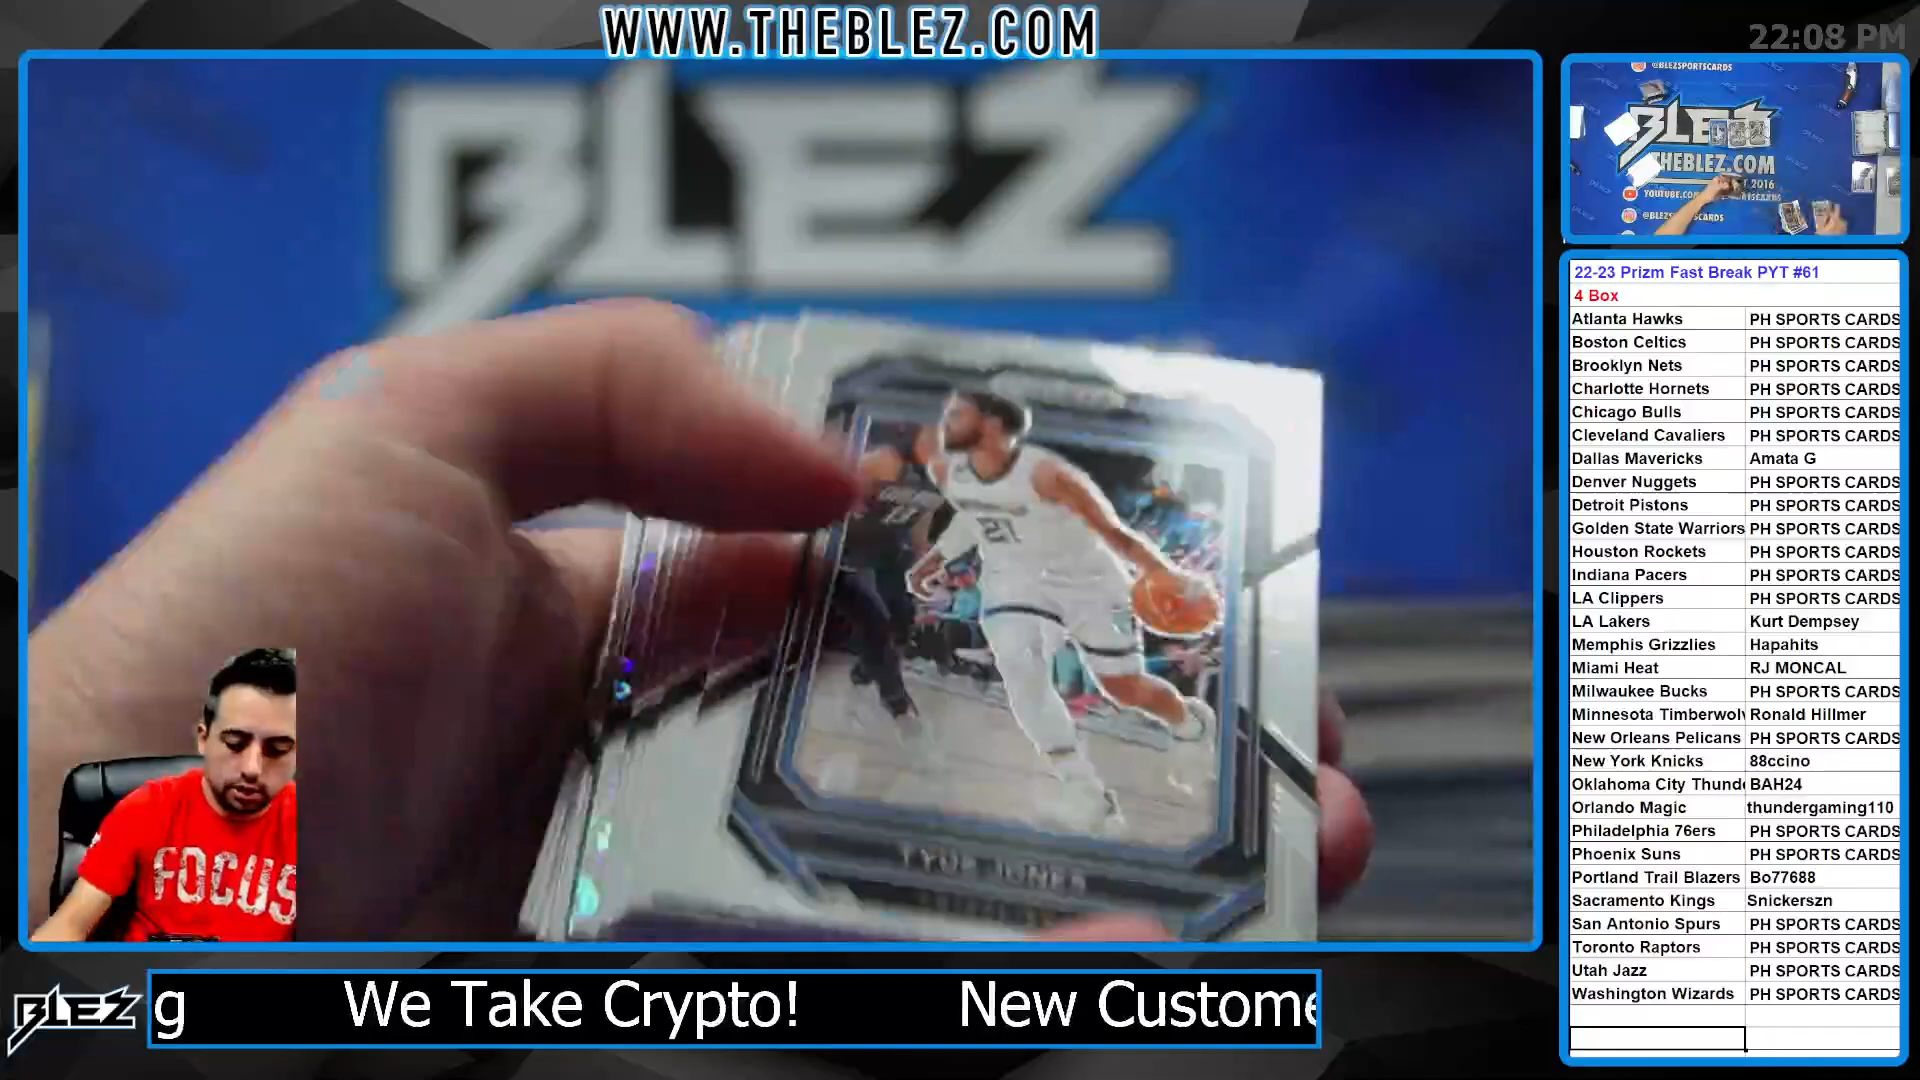 WWW.THEBLEZ.COM
22:08 PM
BLEZ
@BLEZSPORTSCARDS
BLEZ
THEBLEZ.COM
2016
@BLEZ
CARDS
21
TYUS JONES
FOCUS
22-23 Prizm Fast Break PYT #61
4 Box
Atlanta Hawks PH SPORTS CARDS
Boston Celtics PH SPORTS CARDS
Brooklyn Nets PH SPORTS CARDS
Charlotte Hornets PH SPORTS CARDS
Chicago Bulls PH SPORTS CARDS
Cleveland Cavaliers PH SPORTS CARDS
Dallas Mavericks Amata G
Denver Nuggets PH SPORTS CARDS
Detroit Pistons PH SPORTS CARDS
Golden State Warriors PH SPORTS CARDS
Houston Rockets PH SPORTS CARDS
Indiana Pacers PH SPORTS CARDS
LA Clippers PH SPORTS CARDS
LA Lakers Kurt Dempsey
Memphis Grizzlies Hapahits
Miami Heat RJ MONCAL
Milwaukee Bucks PH SPORTS CARDS
Minnesota Timberwolv Ronald Hillmer
New Orleans Pelicans PH SPORTS CARDS
New York Knicks 88ccino
Oklahoma City Thunde BAH24
Orlando Magic thundergaming110
Philadelphia 76ers PH SPORTS CARDS
Phoenix Suns PH SPORTS CARDS
Portland Trail Blazers Bo77688
Sacramento Kings Snickerszn
San Antonio Spurs PH SPORTS CARDS
Toronto Raptors PH SPORTS CARDS
Utah Jazz PH SPORTS CARDS
Washington Wizards PH SPORTS CARDS
BLEZ
g We Take Crypto! New Custome